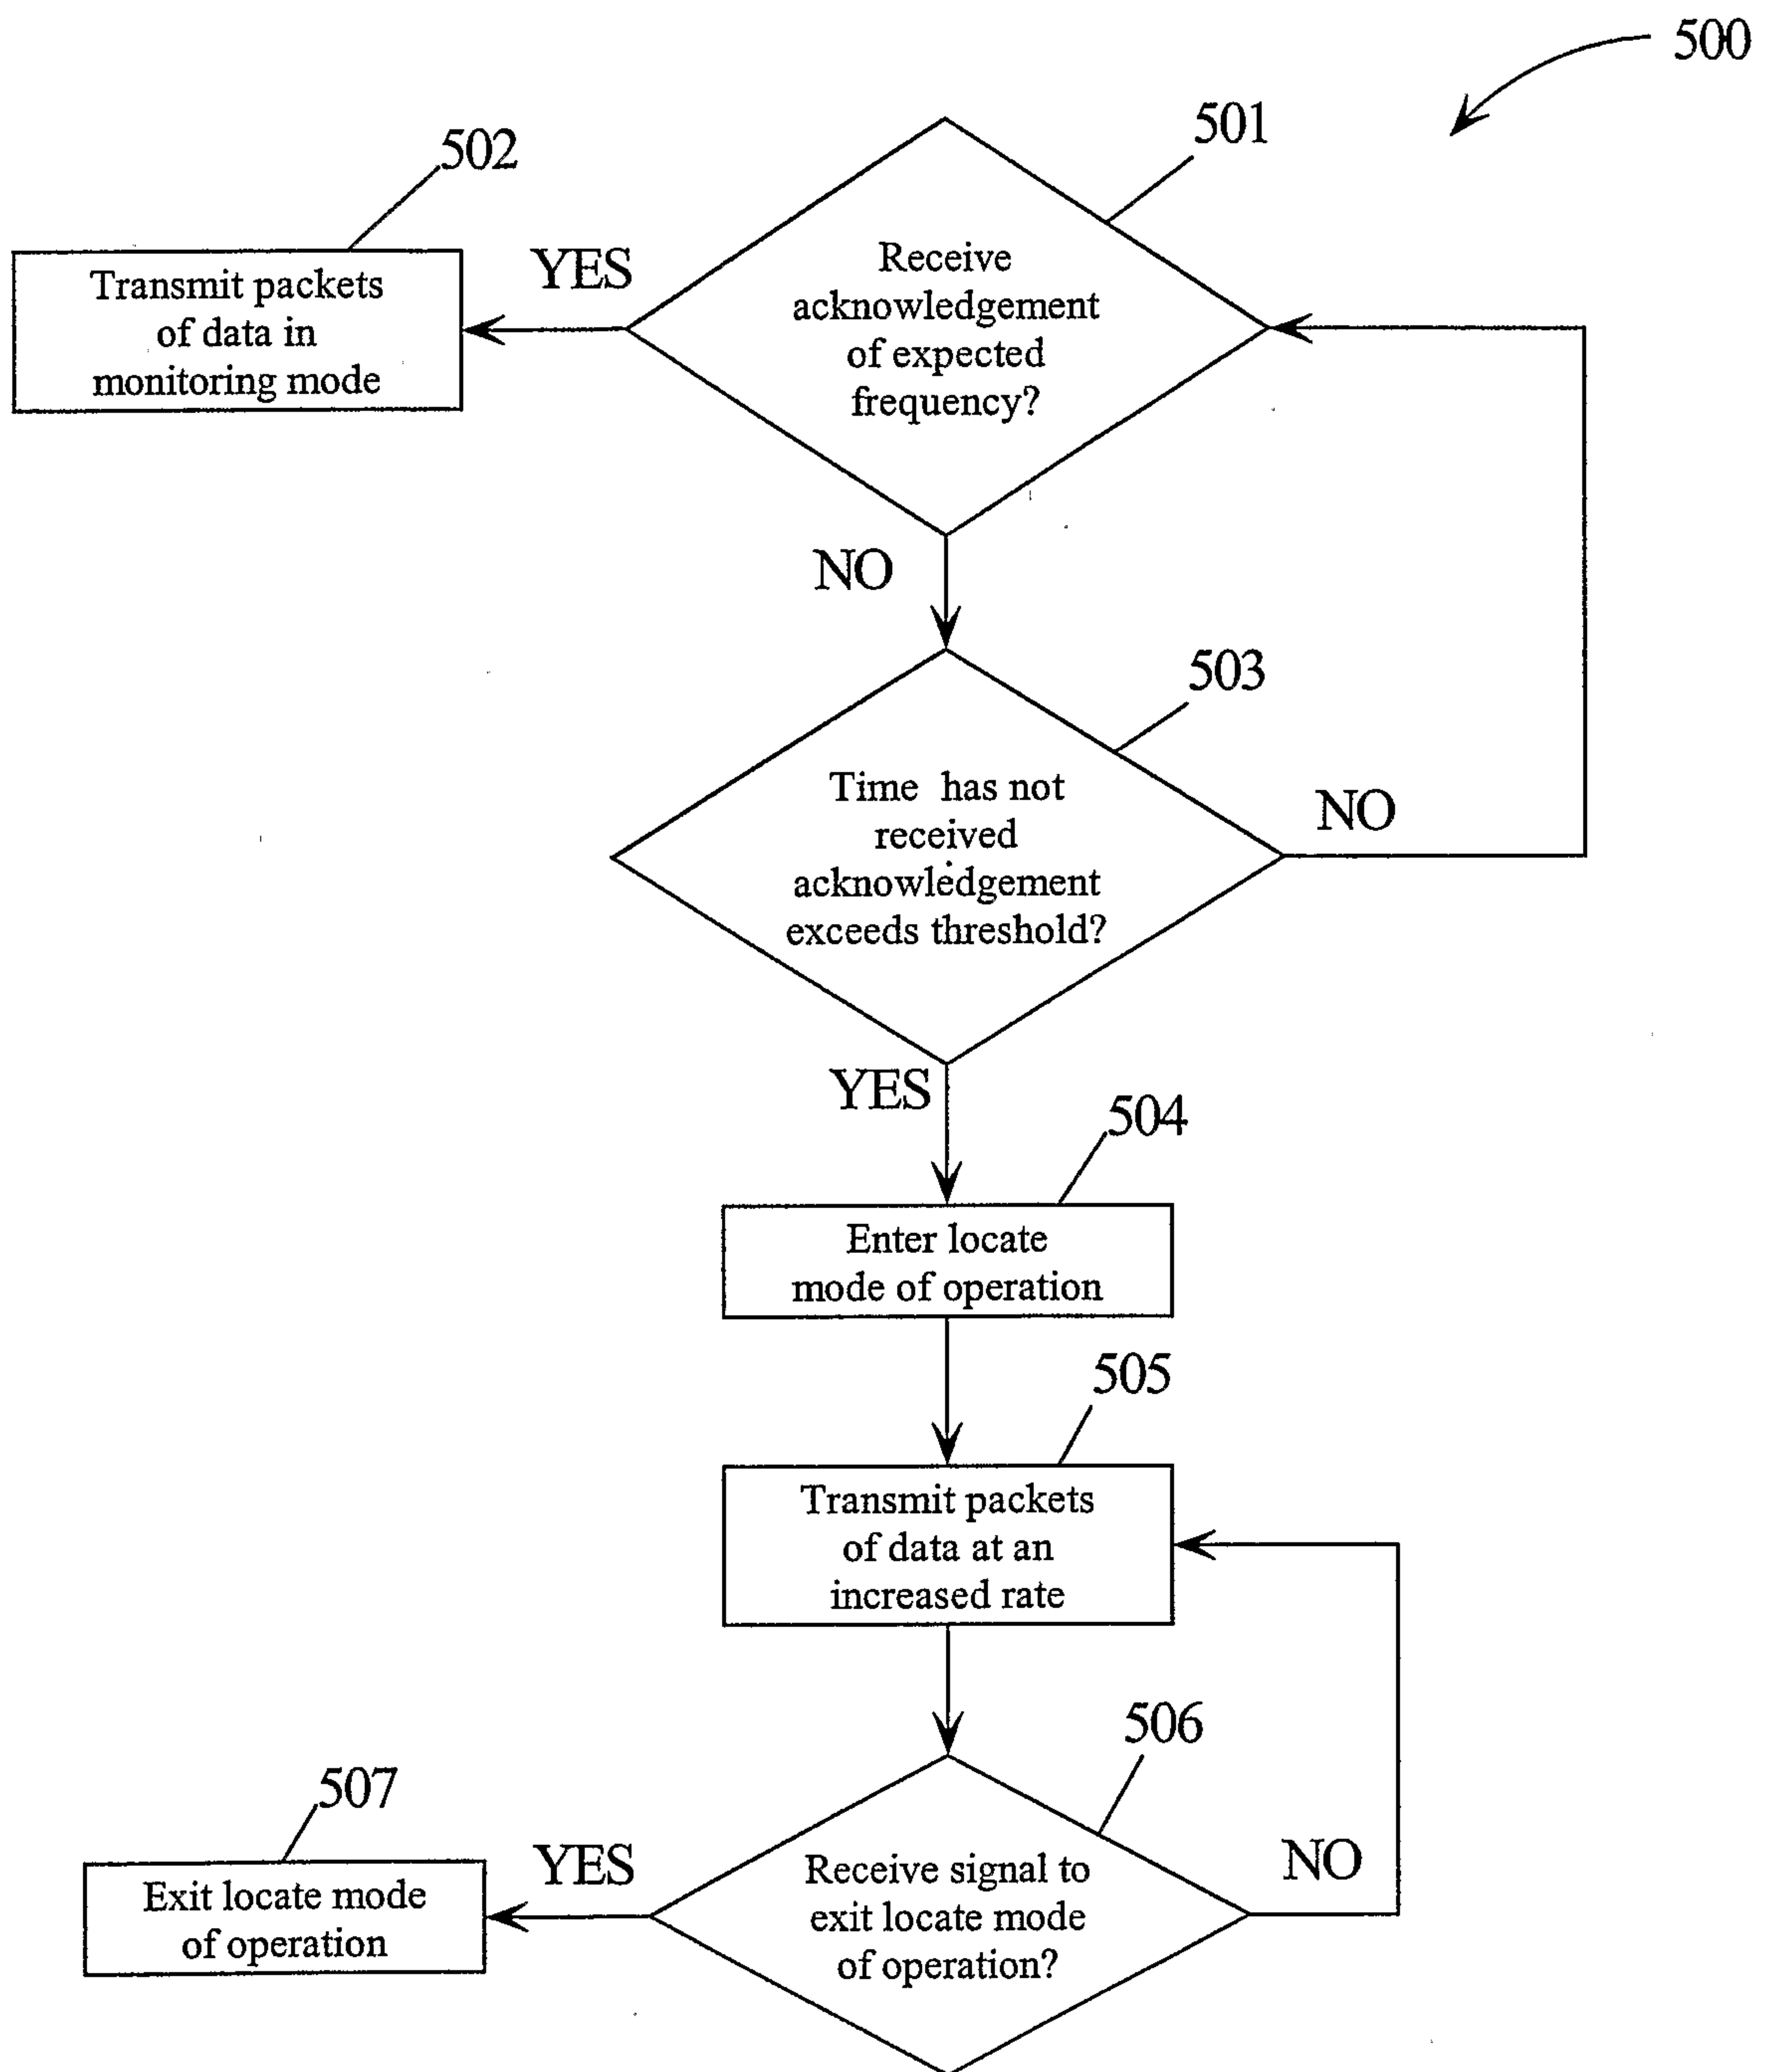 500
501
502
YES
Receive
acknowledgement
of expected
frequency?
Transmit packets
of data in
monitoring mode
NO
503
Time has not
received
acknowledgement
exceeds threshold?
NO
YES
504
Enter locate
mode of operation
505
Transmit packets
of data at an
increased rate
506
507
YES
NO
Receive signal to
exit locate mode
of operation?
Exit locate mode
of operation